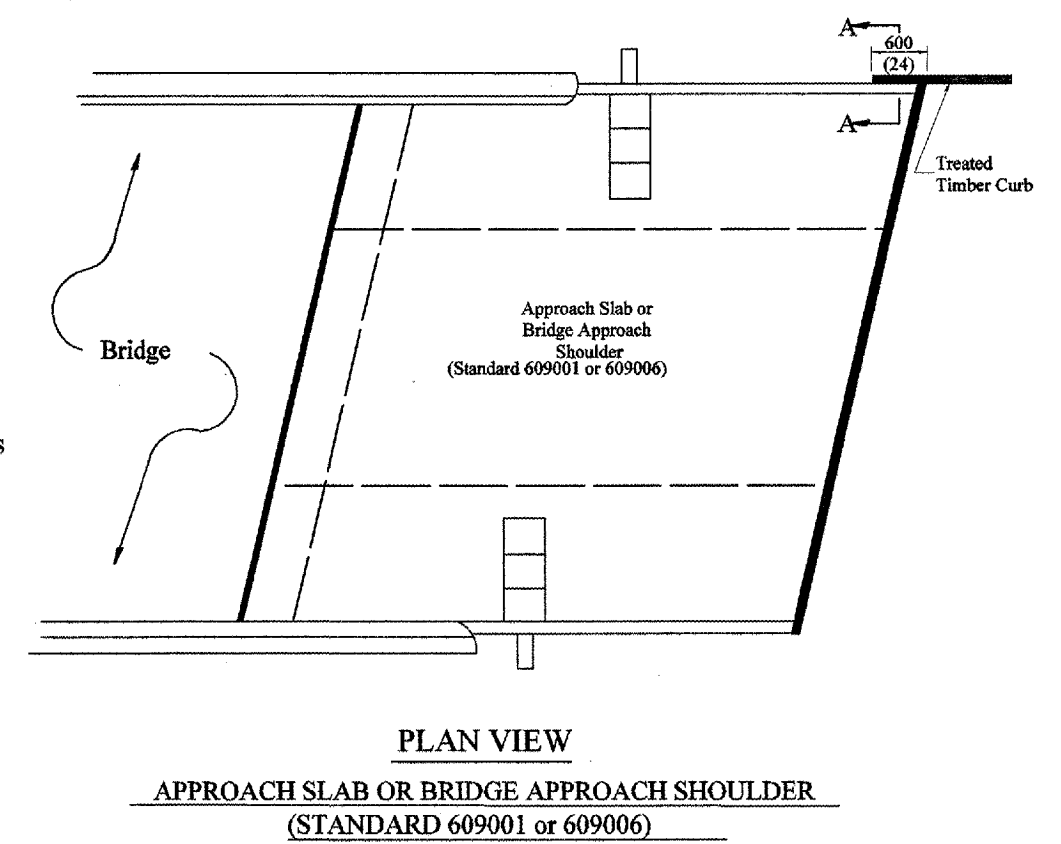 A
600
(24)
A
Treated
Timber Curb
Approach Slab or
Bridge Approach
Shoulder
(Standard 609001 or 609006)
Bridge
s
PLAN VIEW
APPROACH SLAB OR BRIDGE APPROACH SHOULDER
(STANDARD 609001 or 609006)